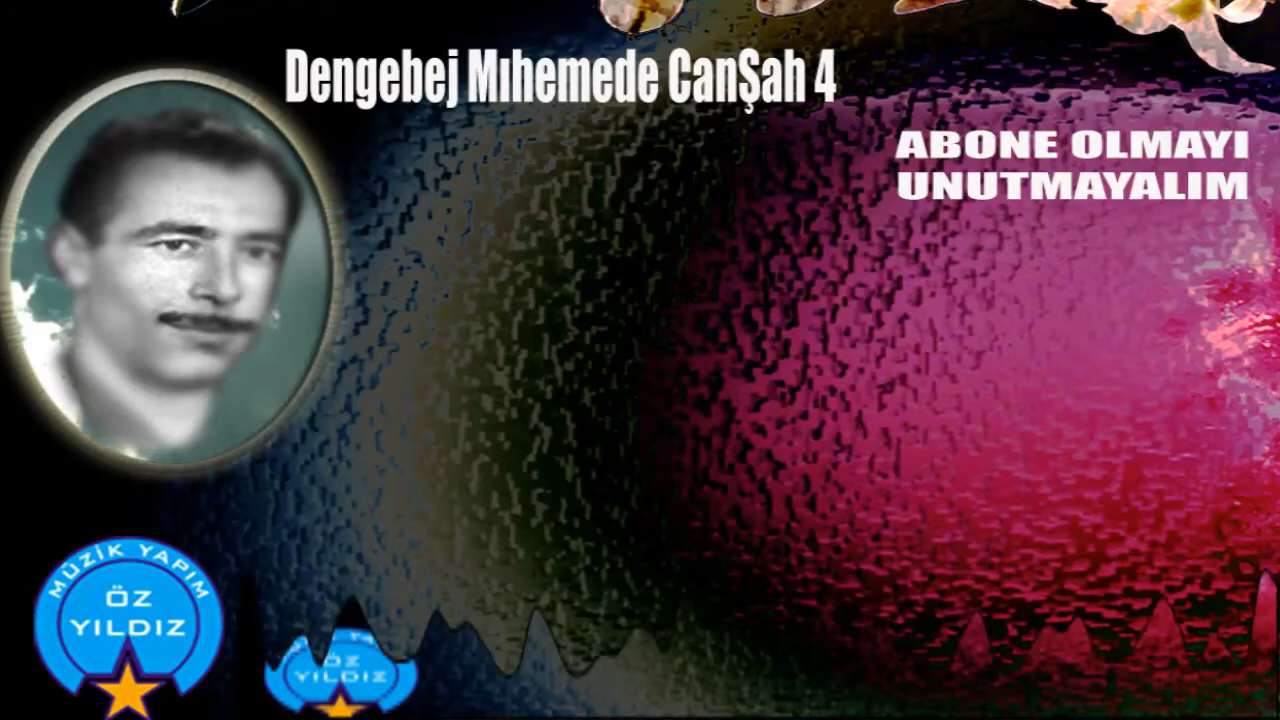 Dengebej Mıhemede CanŞah 4
ABONE OLMAYI
UNUTMAYALIM
MÜZİK YAPIM
ÖZ
YILDIZ
ÖZ
YILDIZ